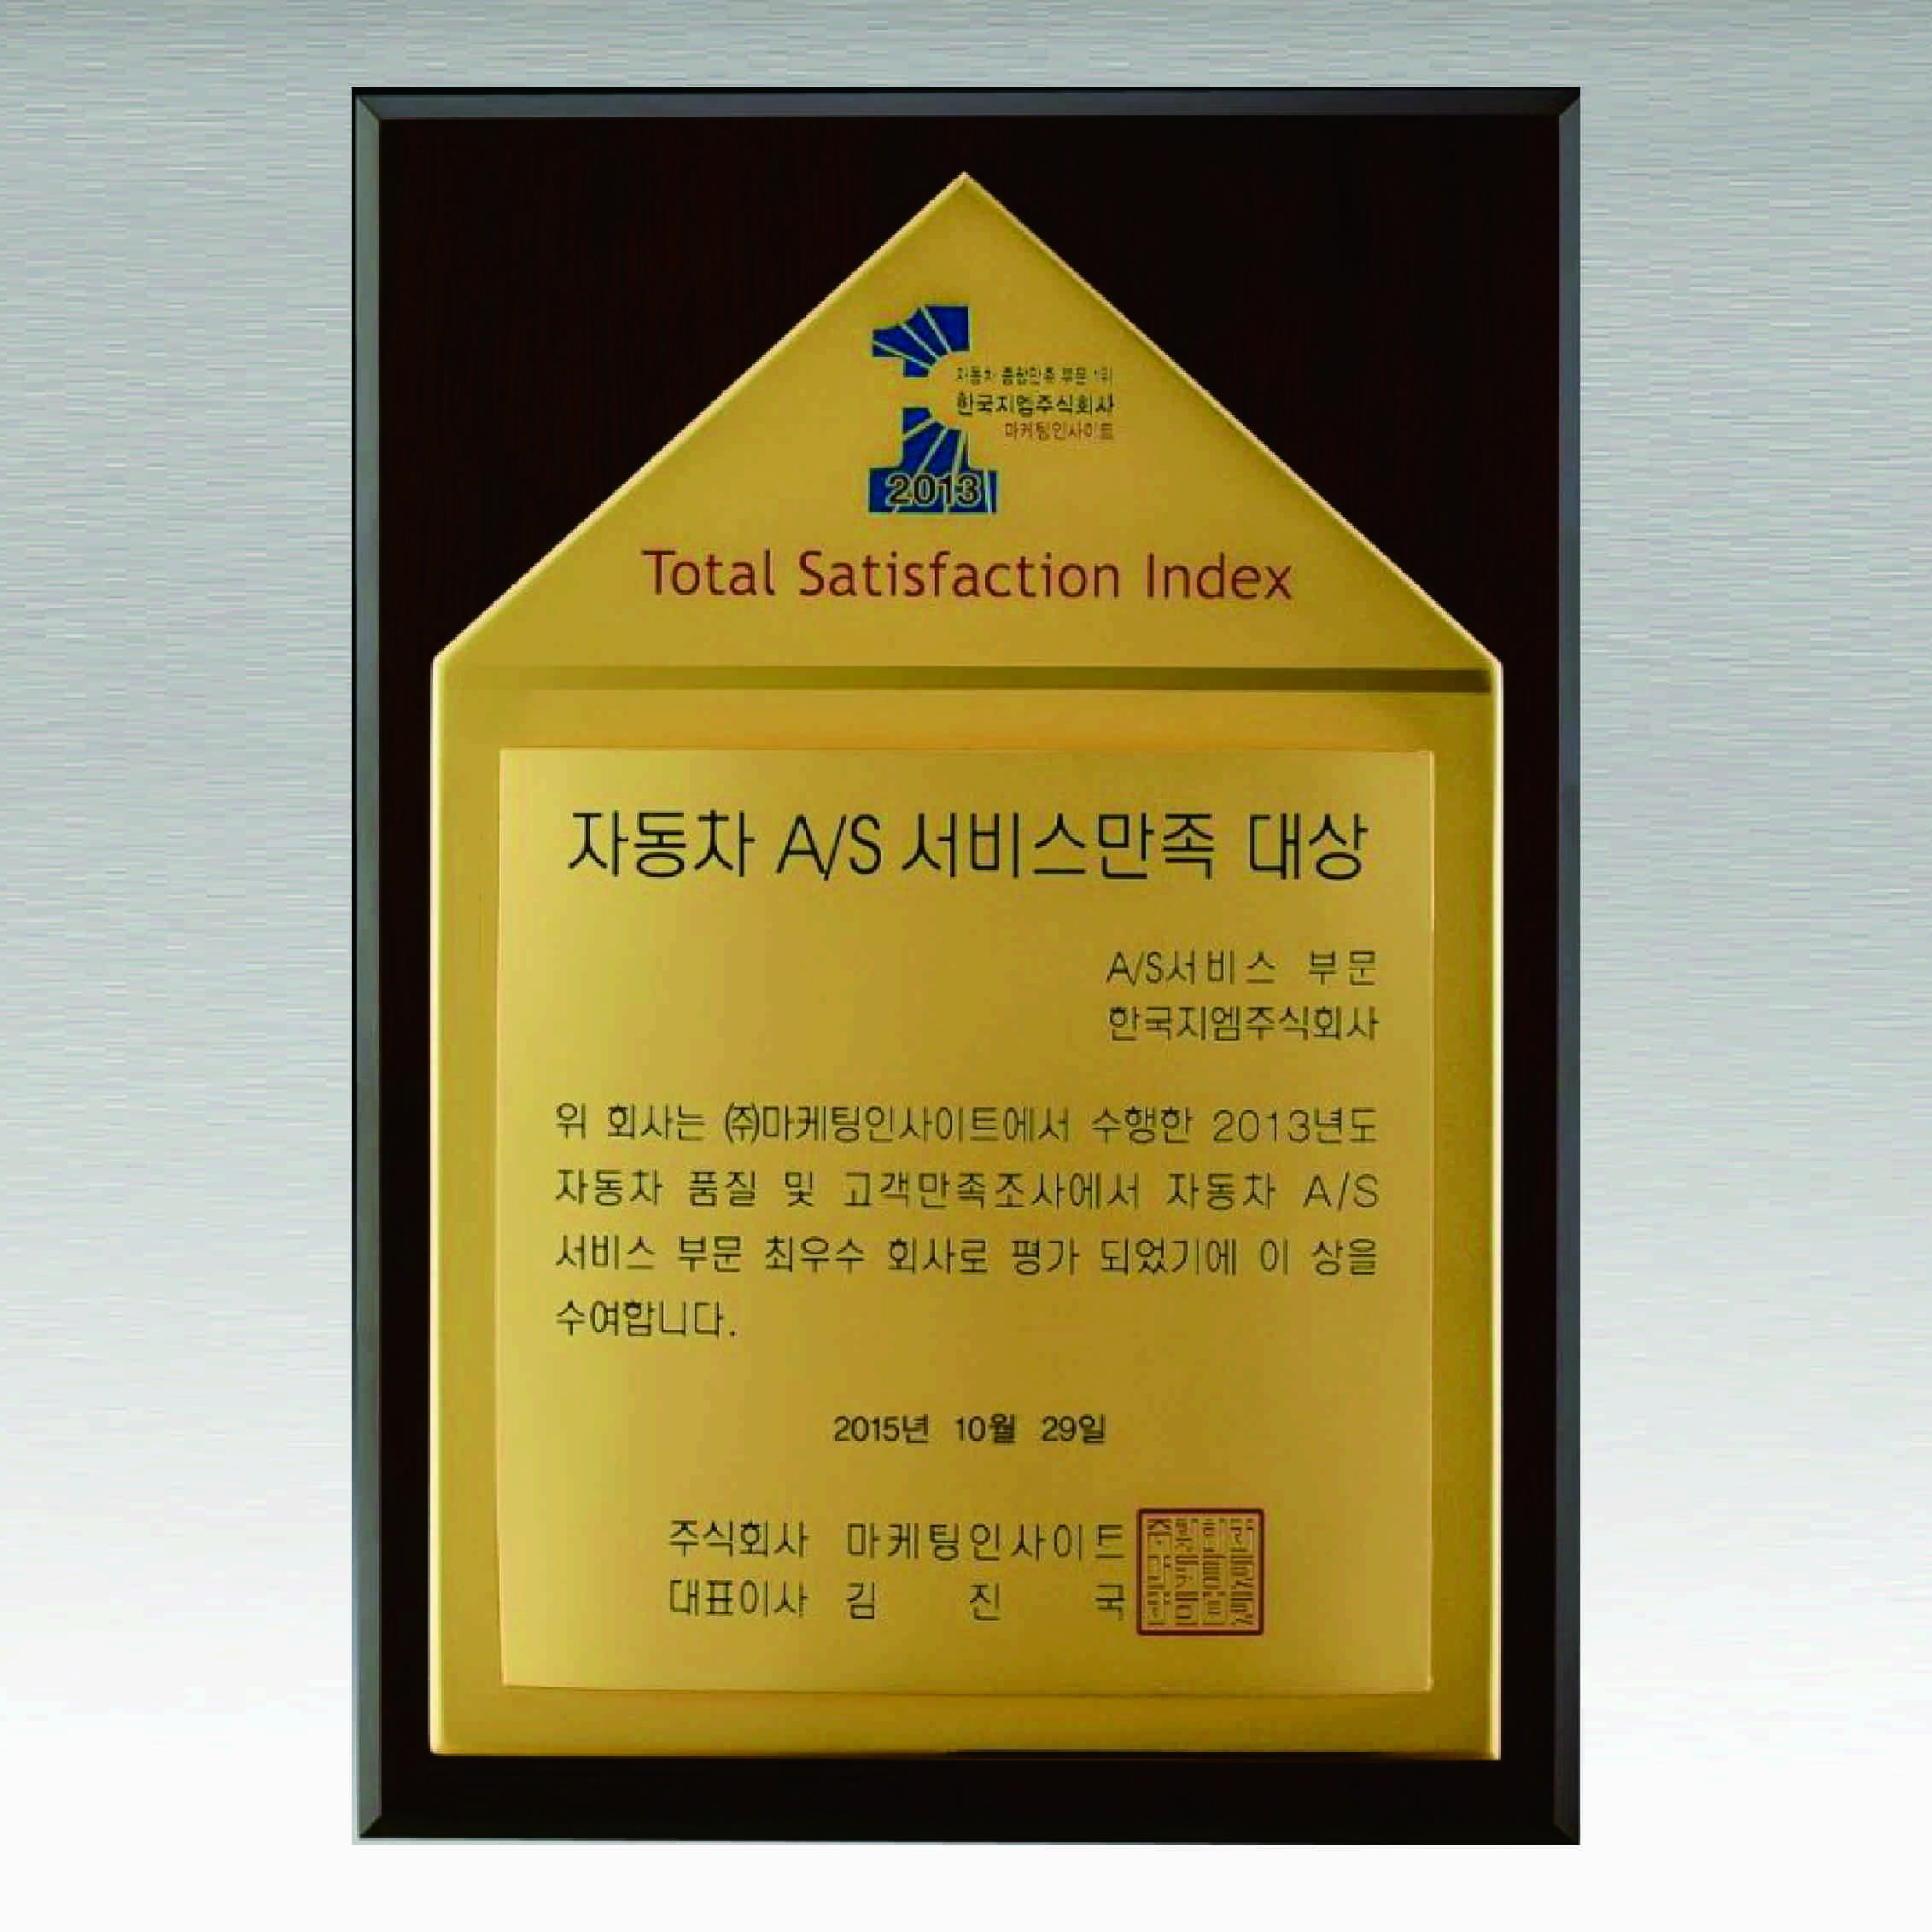 자동차 종합만족 부문 1위
한국지엠주식회사
마케팅인사이트
2013
Total Satisfaction Index
자동차 A/S 서비스만족 대상
A/S서비스 부문
한국지엠주식회사
위 회사는 ㈜마케팅인사이트에서 수행한 2013년도
자동차 품질 및 고객만족조사에서 자동차 A/S
서비스 부문 최우수 회사로 평가 되었기에 이 상을
수여합니다.
2015년 10월 29일
주식회사 마케팅인사이트
대표이사 김 진 국